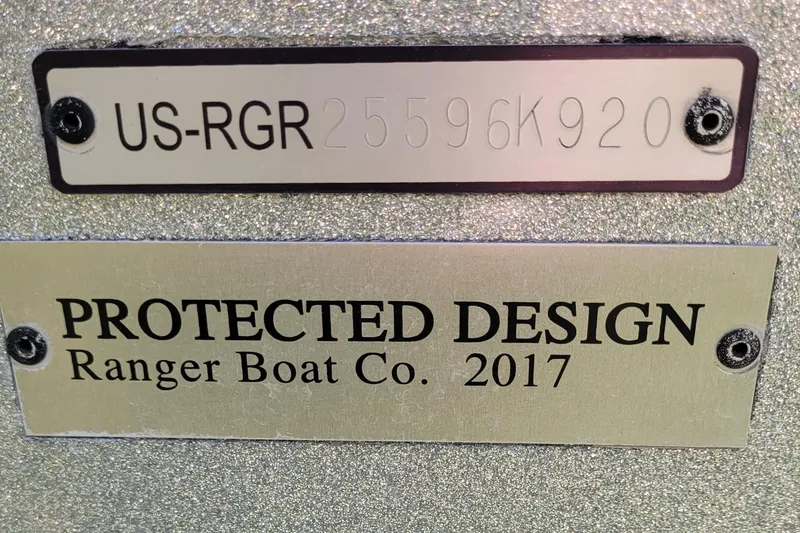 US-RGR25596K920
PROTECTED DESIGN
Ranger Boat Co. 2017